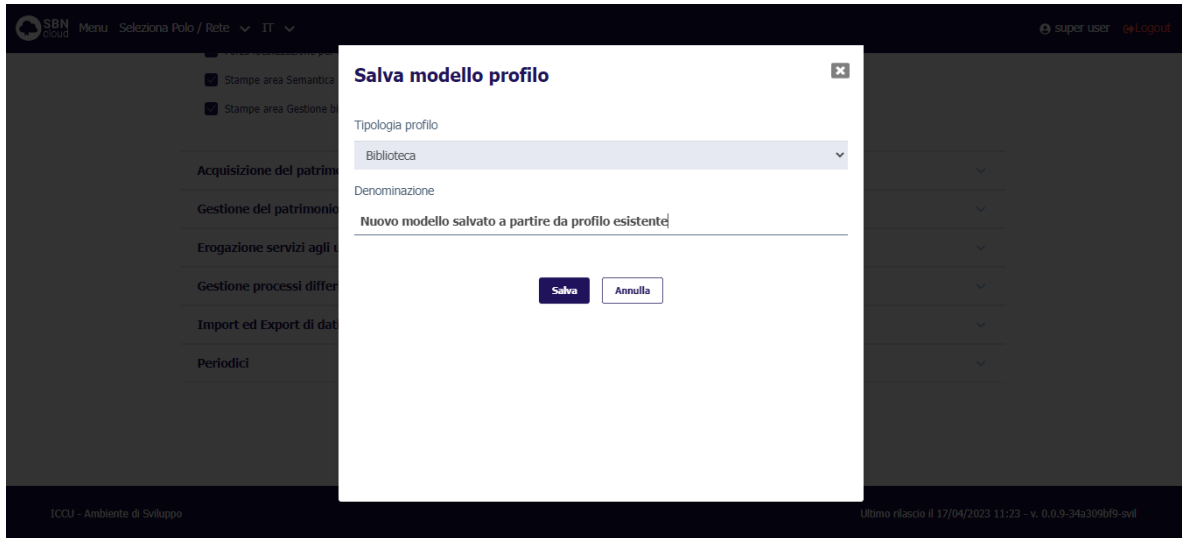 SBN
cloud
Menu Seleziona Polo / Rete IT
super user Logout
Salva modello profilo
Stampe area Semantica
Stampe area Gestione bi
Tipologia profilo
Biblioteca
Acquisizione del patrim
Denominazione
Gestione del patrimonio
Nuovo modello salvato a partire da profilo esistente
Erogazione servizi agli u
Gestione processi differ
Salva Annulla
Import ed Export di dat
Periodici
ICCU - Ambiente di Sviluppo
Ultimo rilascio il 17/04/2023 11:23 - v. 0.0.9-34a309bf9-svil